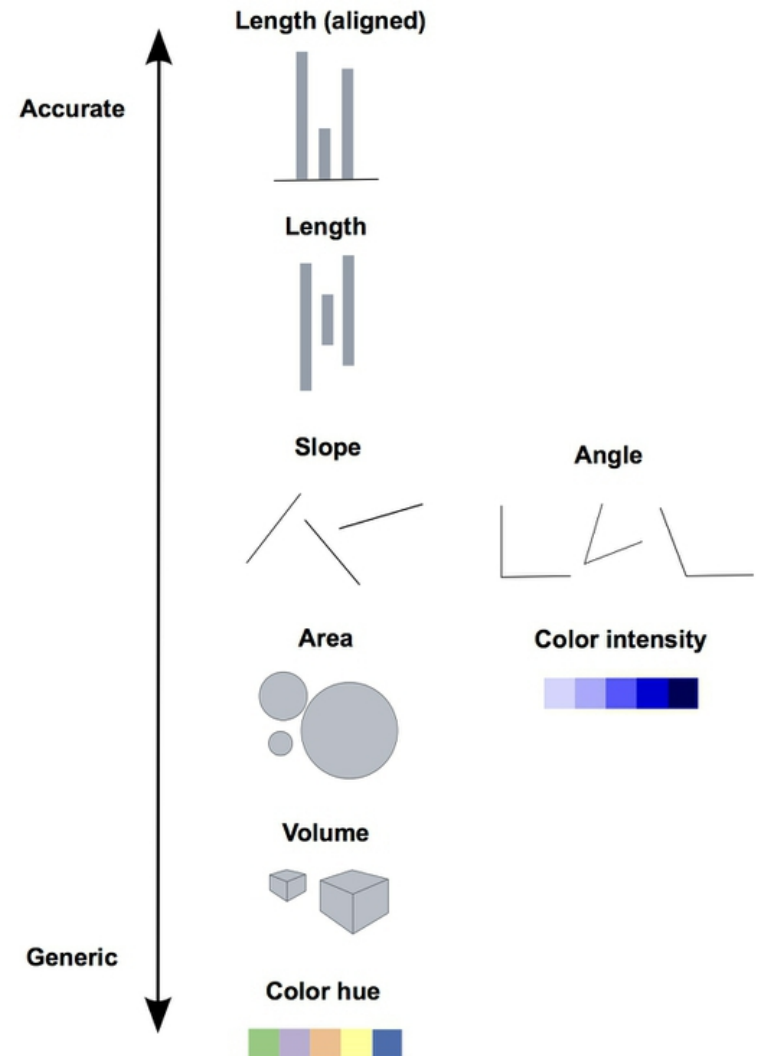 Length (aligned)
Accurate
Length
Slope
Angle
Area
Color intensity
Volume
Generic
Color hue